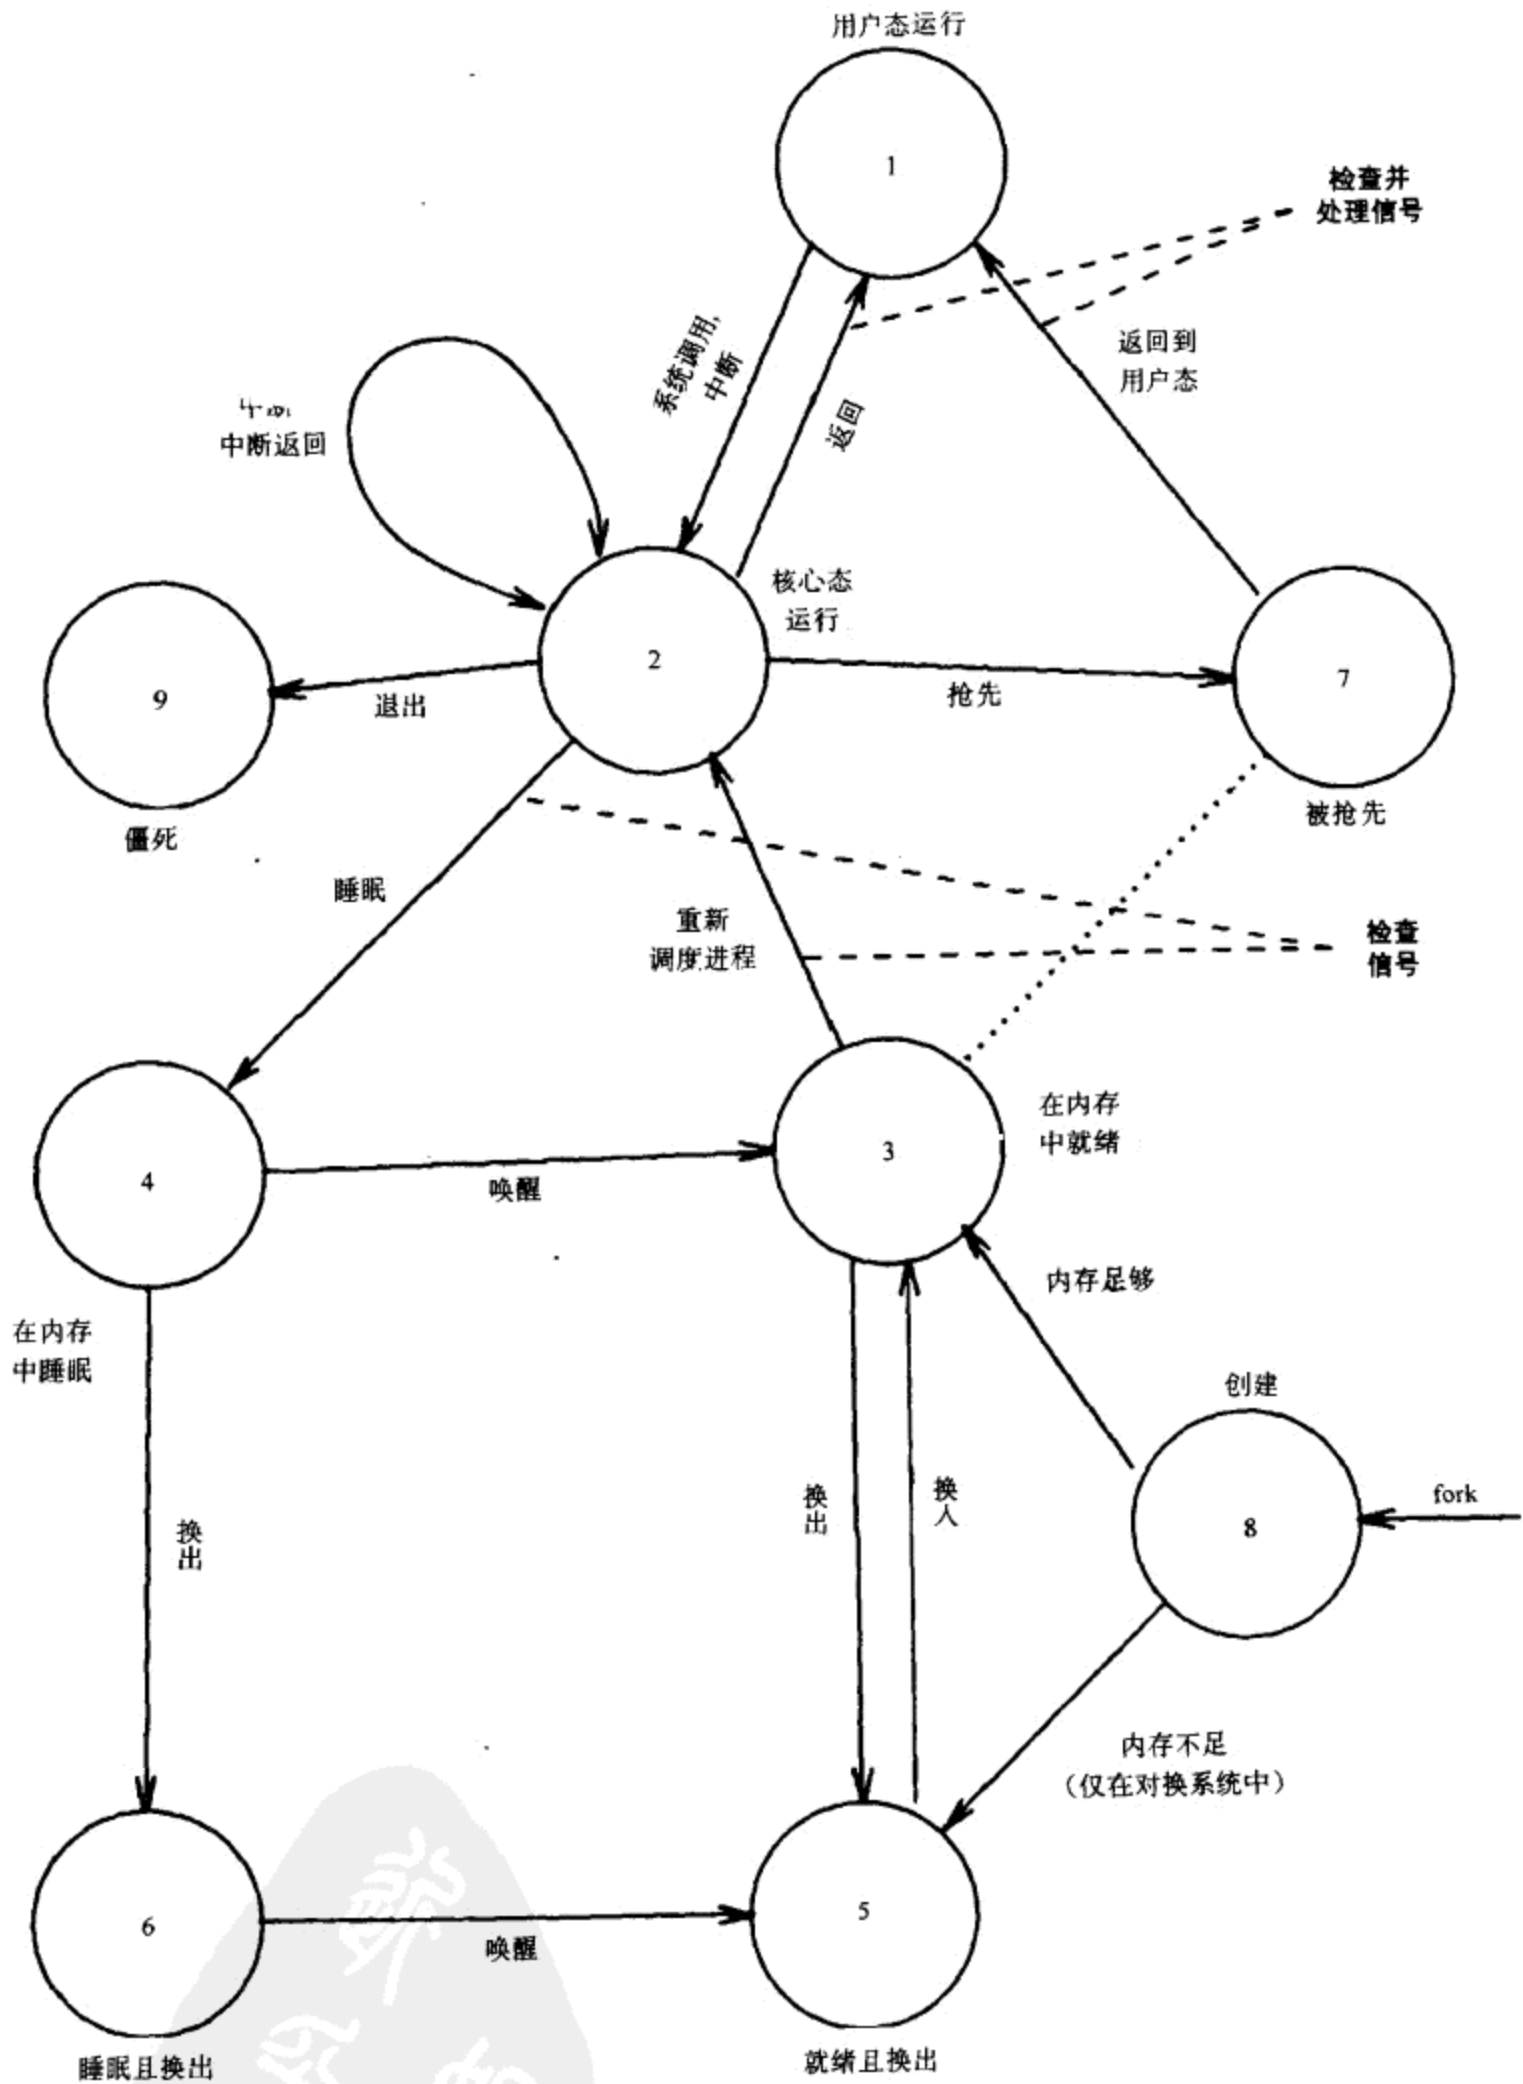 用户态运行
1
检查并
处理信号
系统调用,
中断
返回
返回到
用户态
中断返回
核心态
运行
2
7
9
退出
抢先
被抢先
僵死
睡眠
重新
调度进程
检查
信号
在内存
中就绪
3
4
唤醒
内存足够
在内存
中睡眠
创建
换出
换出
换人
fork
8
内存不足
(仅在对换系统中)
6
5
唤醒
睡眠且换出
就绪且换出